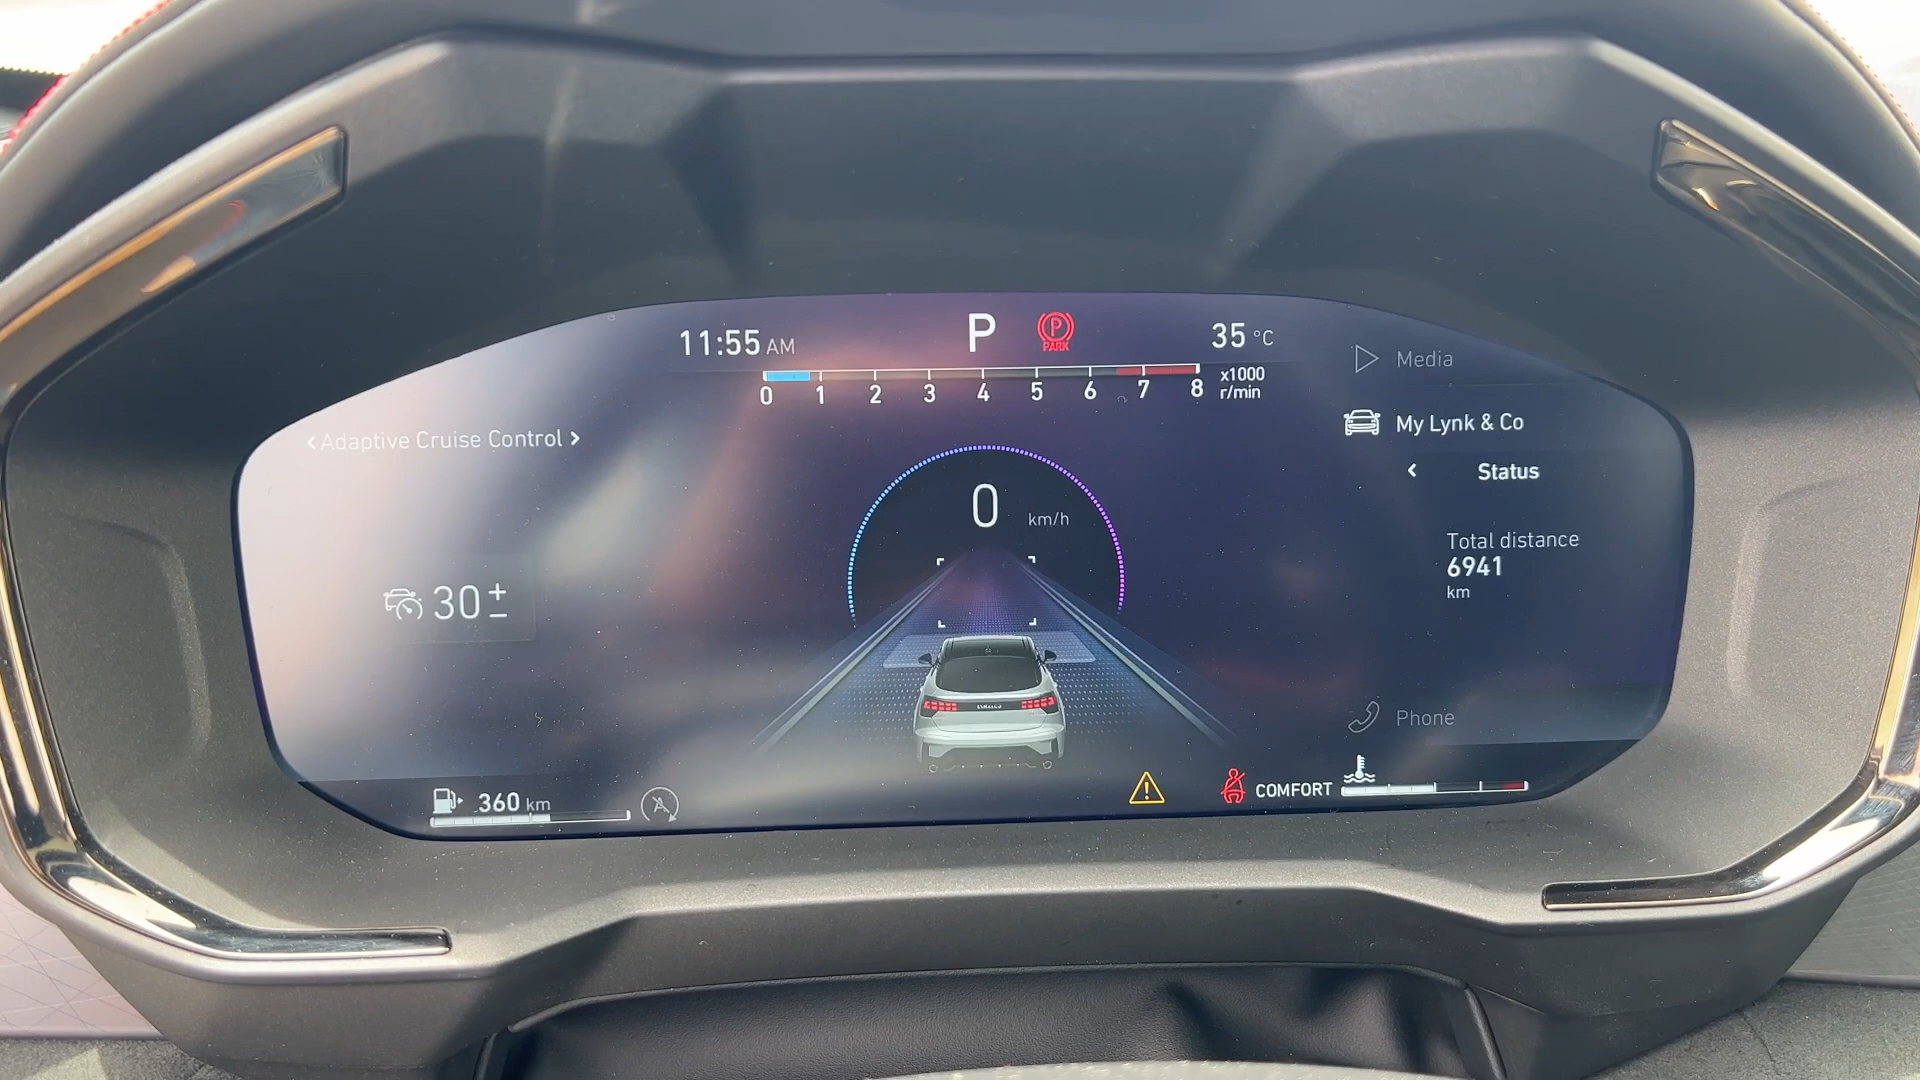 11:55 AM
P
P
PARK
35 °C
0 1 2 3 4 5 6 7 8
x1000
r/min
Media
My Lynk & Co
< Status
Total distance
6941
km
Phone
< Adaptive Cruise Control >
30 ±
0 km/h
360 km
A
COMFORT